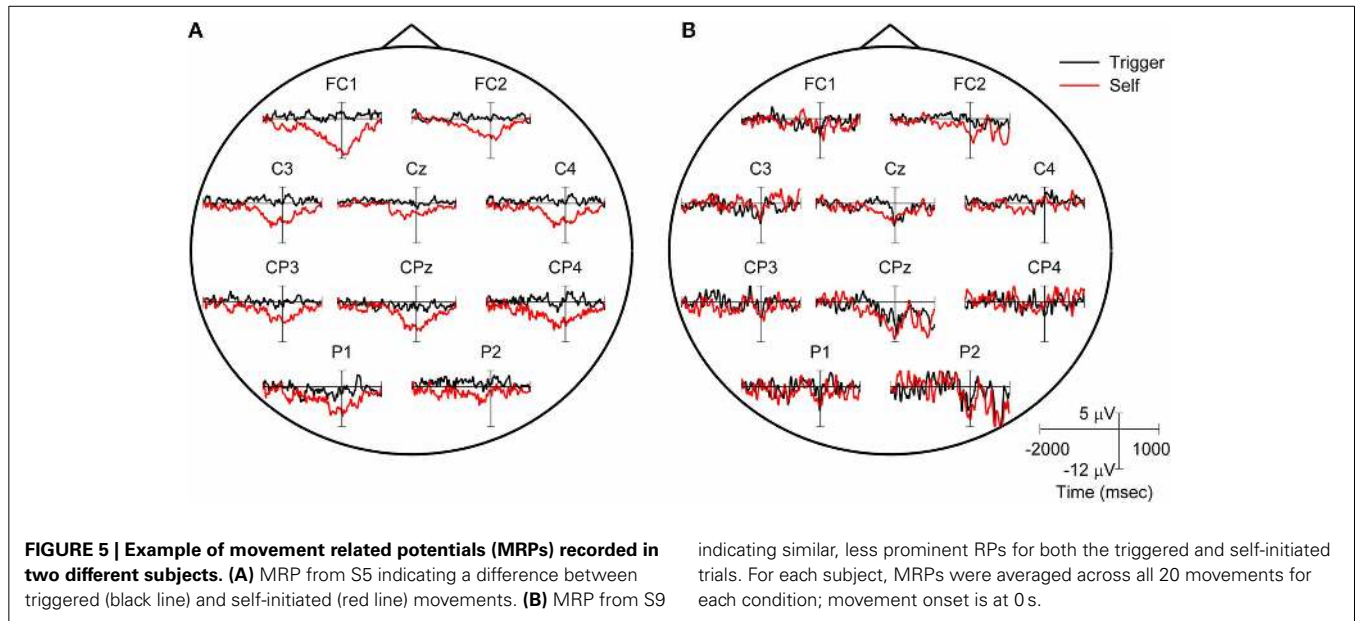 A
B
Trigger
Self
FC1
FC2
C3
Cz
C4
CP3
CPz
CP4
P1
P2
FC1
FC2
C3
Cz
C4
CP3
CPz
CP4
P1
P2
5 µV
-2000
1000
-12 µV
Time (msec)
FIGURE 5 | Example of movement related potentials (MRPs) recorded in
two different subjects. (A) MRP from S5 indicating a difference between
triggered (black line) and self-initiated (red line) movements. (B) MRP from S9
indicating similar, less prominent RPs for both the triggered and self-initiated
trials. For each subject, MRPs were averaged across all 20 movements for
each condition; movement onset is at 0 s.